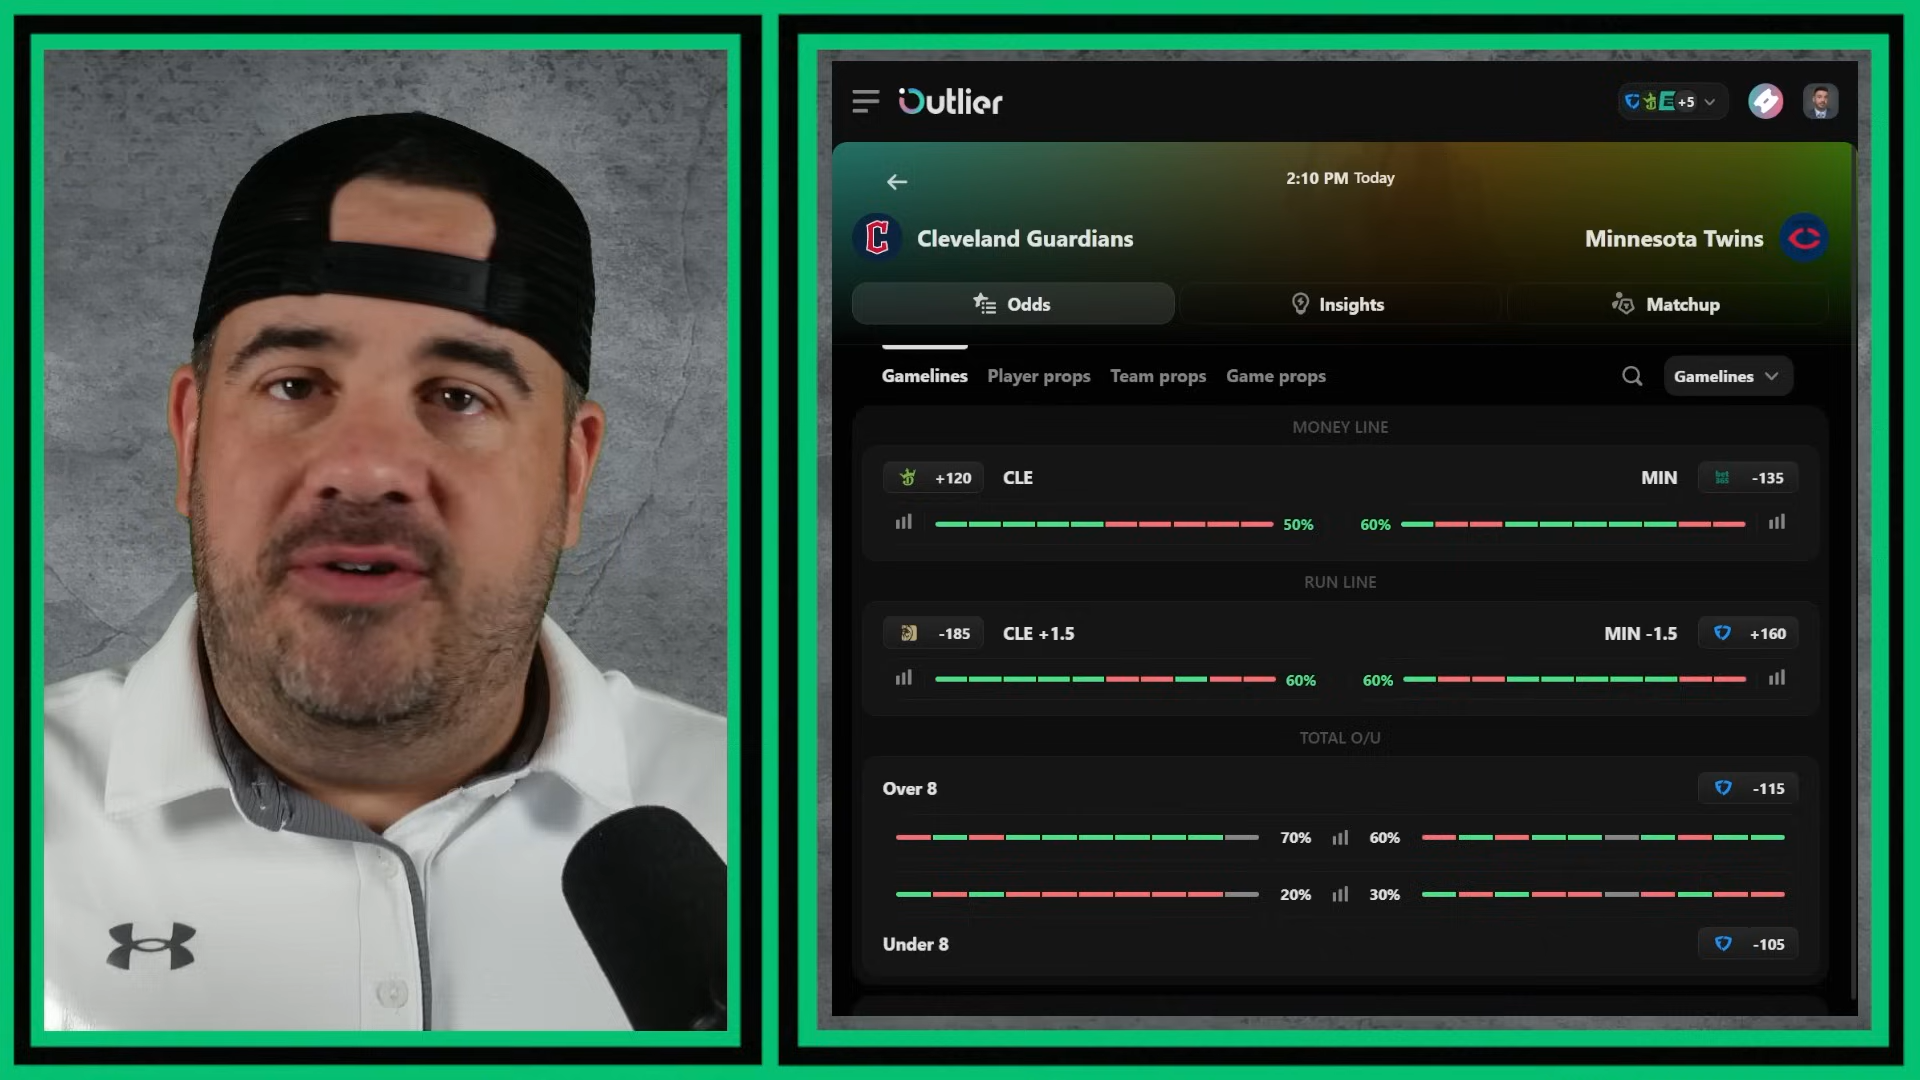 Outlier
+5
2:10 PM Today
Cleveland Guardians
Minnesota Twins
Odds
Insights
Matchup
Gamelines
Player props
Team props
Game props
Gamelines
MONEY LINE
+120 CLE
MIN bet365 -135
50% 60%
RUN LINE
-185 CLE +1.5
MIN -1.5 +160
60% 60%
TOTAL O/U
Over 8 -115
70% 60%
20% 30%
Under 8 -105